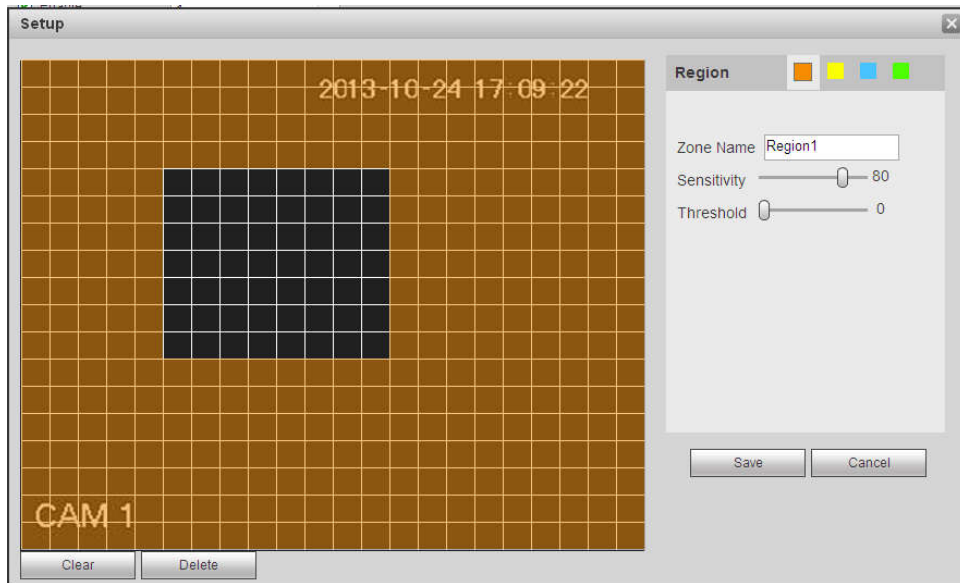 Enable
Setup
2013-10-24 17:09:22
CAM 1
Region
Zone Name Region1
Sensitivity 80
Threshold 0
Save Cancel
Clear Delete